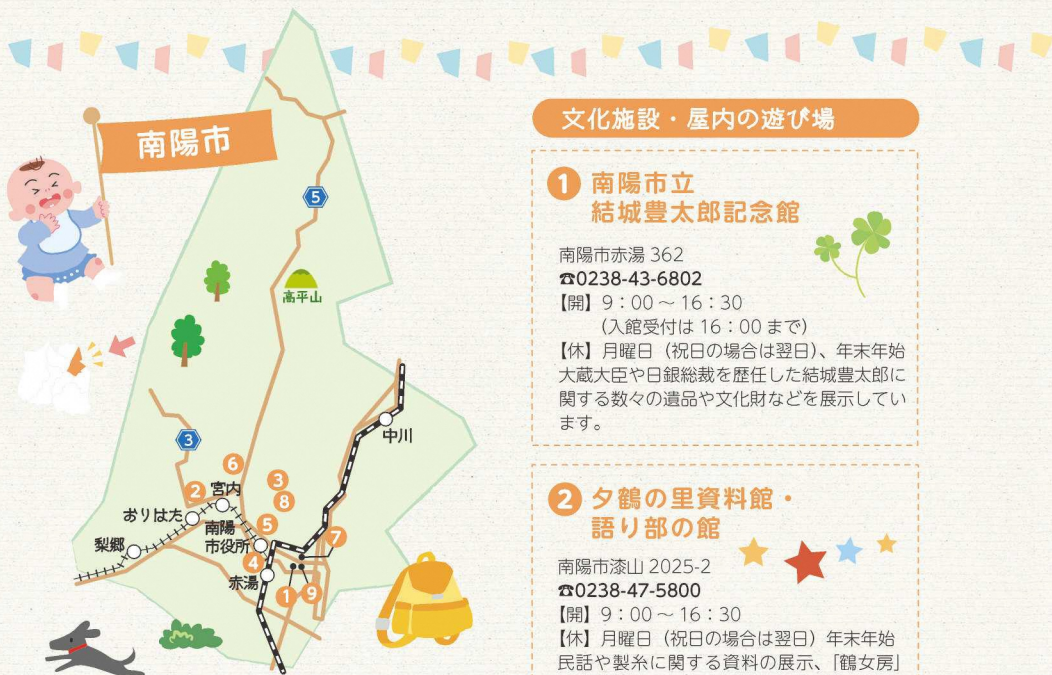 南陽市
5
高平山
中川
3
6
2
宮内
3
8
おりはた
南陽
市役所
5
7
梨郷
4
赤湯
1
9
文化施設・屋内の遊び場
1 南陽市立
結城豊太郎記念館
南陽市赤湯 362
☎0238-43-6802
【開】9:00～16:30
(入館受付は 16:00 まで)
【休】月曜日（祝日の場合は翌日）、年末年始
大蔵大臣や日銀総裁を歴任した結城豊太郎に
関する数々の遺品や文化財などを展示してい
ます。
2 夕鶴の里資料館・
語り部の館
南陽市漆山 2025-2
☎0238-47-5800
【開】9:00～16:30
【休】月曜日（祝日の場合は翌日）年末年始
民話や製糸に関する資料の展示、「鶴女房」